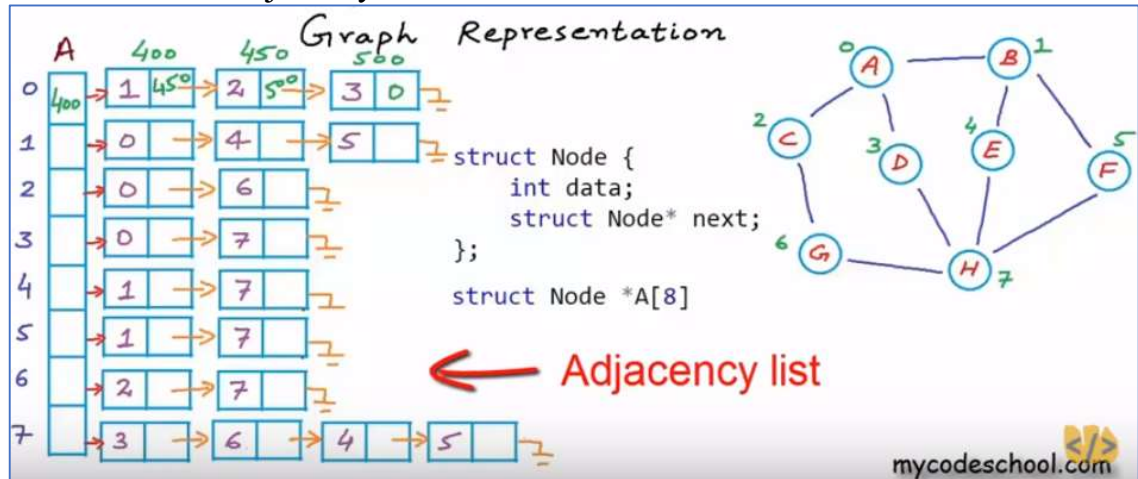 Graph Representation
A 400 450 500
0 400 1 450 2 500 3 0
1 0 4 5
2 0 6
3 0 7
4 1 7
5 1 7
6 2 7
7 3 6 4 5
struct Node {
int data;
struct Node* next;
};
struct Node *A[8]
Adjacency list
0 A B 1
2 C 3 D 4 E 5 F
6 G H 7
</>
mycodeschool.com